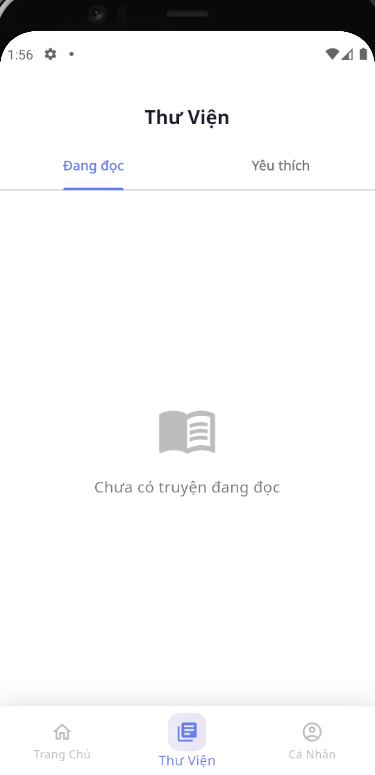 1:56
Thư Viện
Đang đọc
Yêu thích
Chưa có truyện đang đọc
Trang Chủ
Thư Viện
Cá Nhân